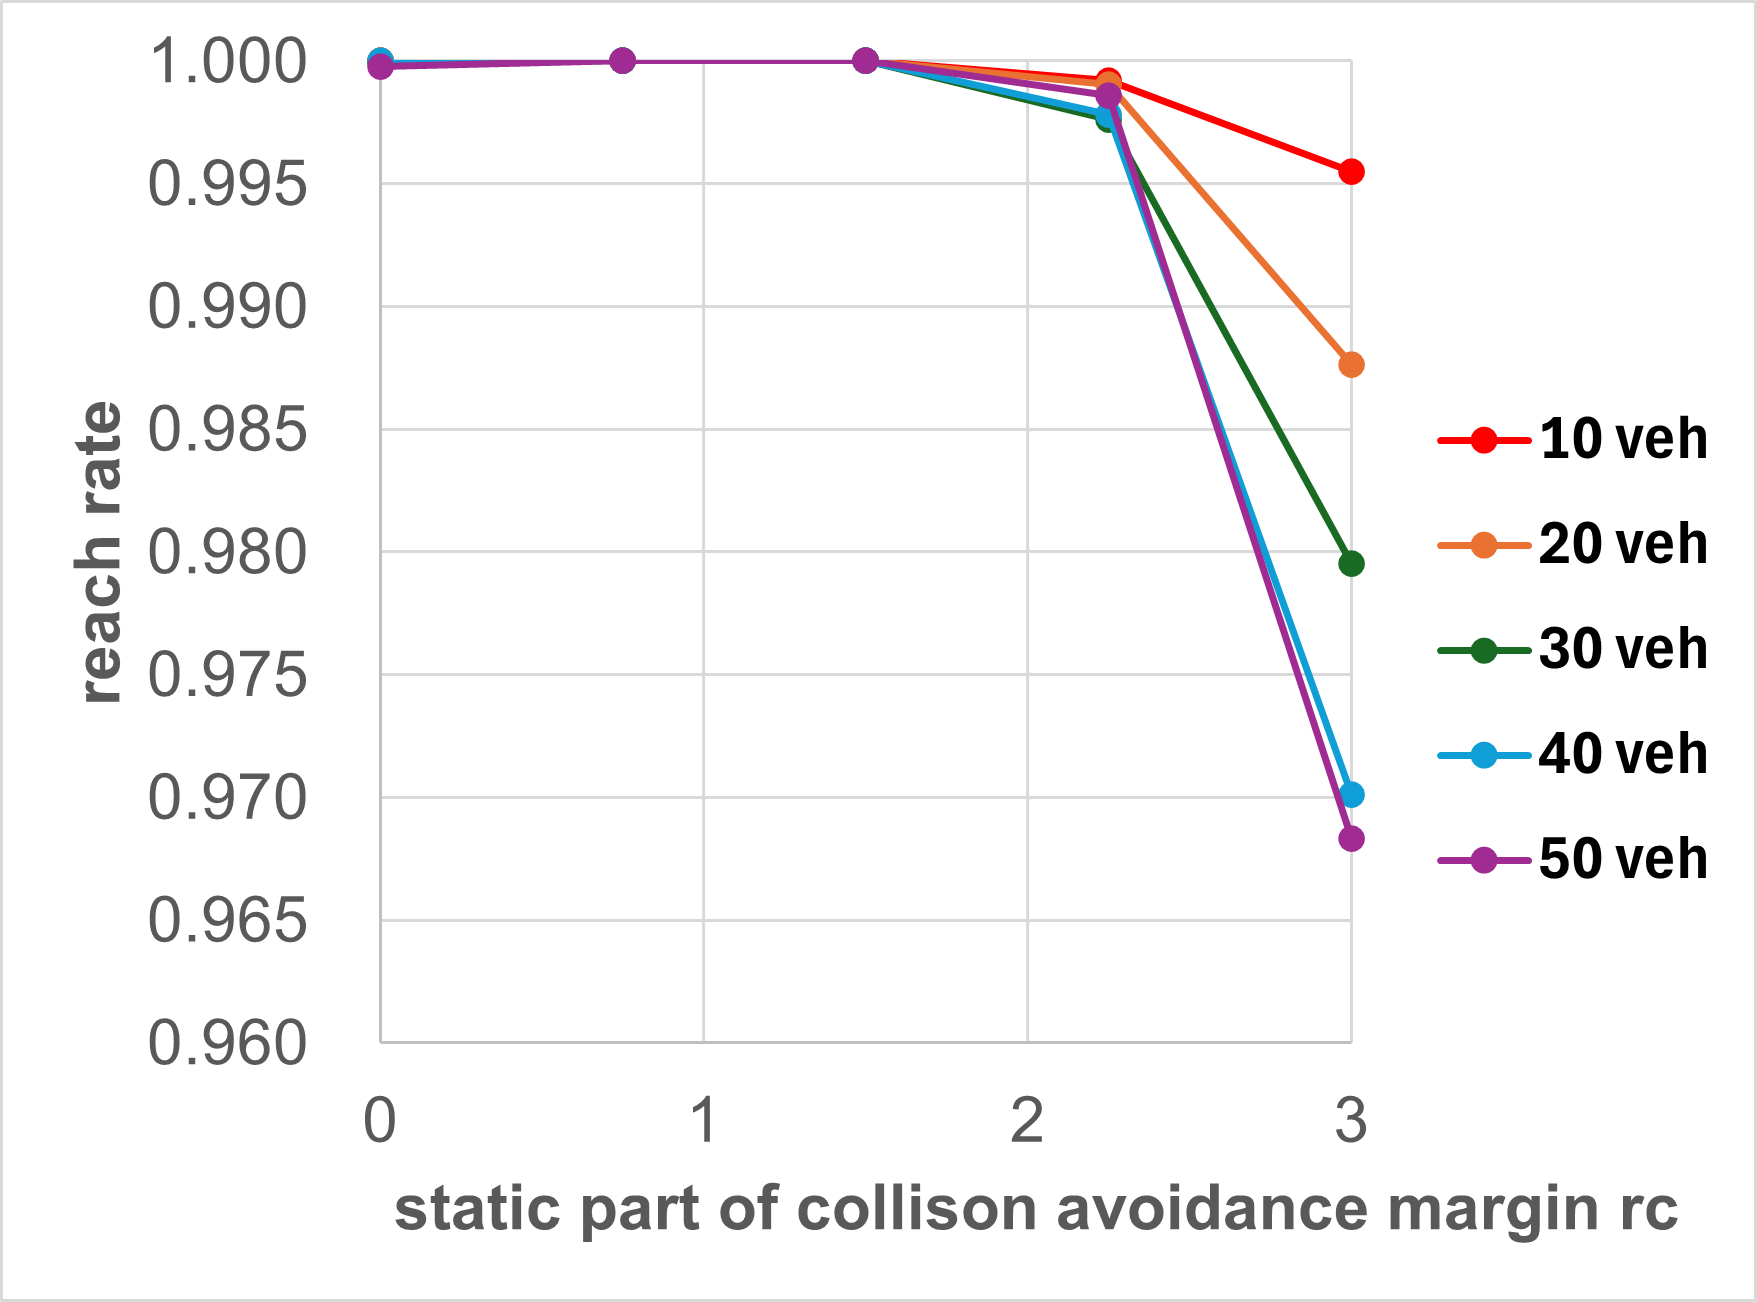 1.000
0.995
0.990
0.985
0.980
0.975
0.970
0.965
0.960
reach rate
0 1 2 3
static part of collison avoidance margin rc
10 veh
20 veh
30 veh
40 veh
50 veh